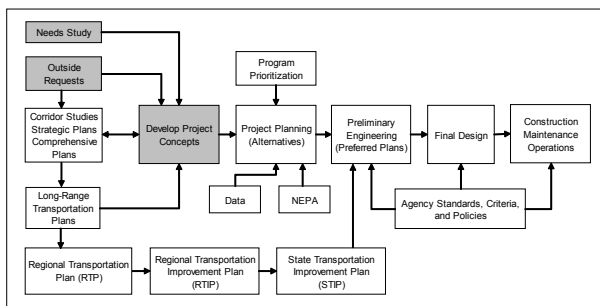 Needs Study
Outside
Requests
Program
Prioritization
Corridor Studies
Strategic Plans
Comprehensive
Plans
Develop Project
Concepts
Project Planning
(Alternatives)
Preliminary
Engineering
(Preferred Plans)
Final Design
Construction
Maintenance
Operations
Long-Range
Transportation
Plans
Data
NEPA
Agency Standards, Criteria,
and Policies
Regional Transportation
Plan (RTP)
Regional Transportation
Improvement Plan
(RTIP)
State Transportation
Improvement Plan
(STIP)